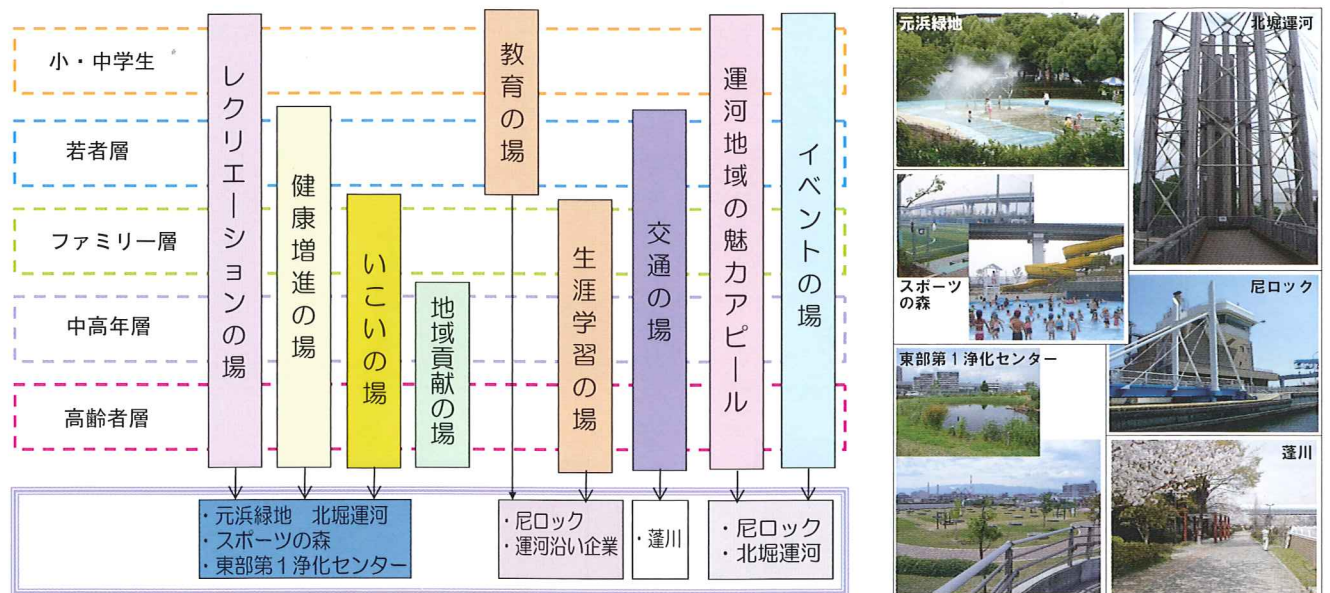 小・中学生
若者層
ファミリー層
中高年層
高齢者層
レクリエーションの場
健康増進の場
いこいの場
地域貢献の場
教育の場
生涯学習の場
交通の場
運河地域の魅力アピール
イベントの場
・元浜緑地 北堀運河
・スポーツの森
・東部第1浄化センター
・尼ロック
・運河沿い企業
・蓬川
・尼ロック
・北堀運河
元浜緑地
北堀運河
スポーツ
の森
尼ロック
東部第1浄化センター
蓬川